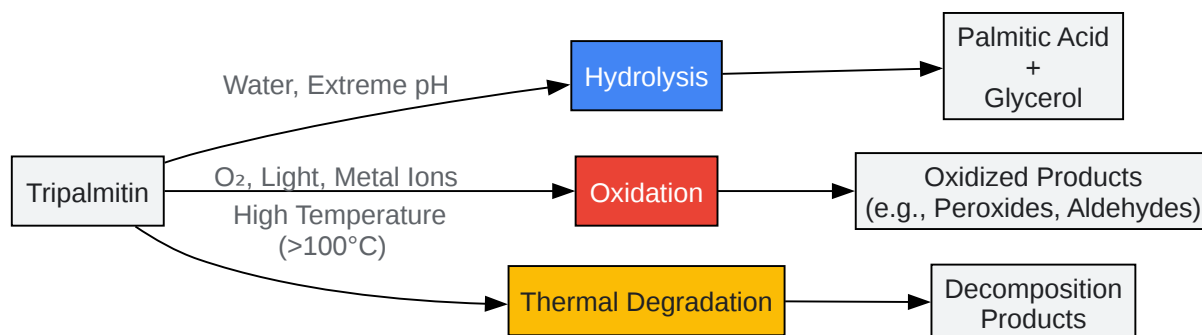 Tripalmitin
Water, Extreme pH
Hydrolysis
Palmitic Acid
+
Glycerol
O₂, Light, Metal Ions
Oxidation
Oxidized Products
(e.g., Peroxides, Aldehydes)
High Temperature
(>100°C)
Thermal Degradation
Decomposition
Products